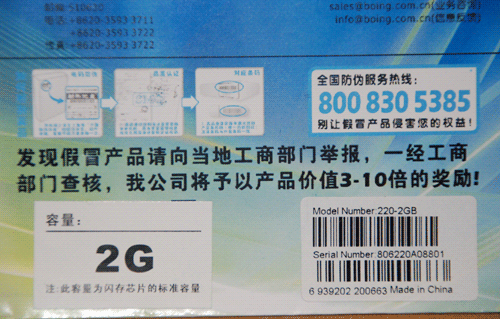 邮编:510620
sales@boing.com.cn(业务咨询)
电话:+8620-3593 3711
info@boing.com.cn(信息反馈)
+8620-3593 3722
传真:+8620-3593 3722
全国防伪服务热线:
800 830 5385
别让假冒产品侵害您的权益!
发现假冒产品请向当地工商部门举报,一经工商
部门查核,我公司将予以产品价值3-10倍的奖励!
容量:
2G
注:此容量为闪存芯片的标准容量
Model Number:220-2GB
Serial Number:806220A08801
6 939202 200663 Made in China